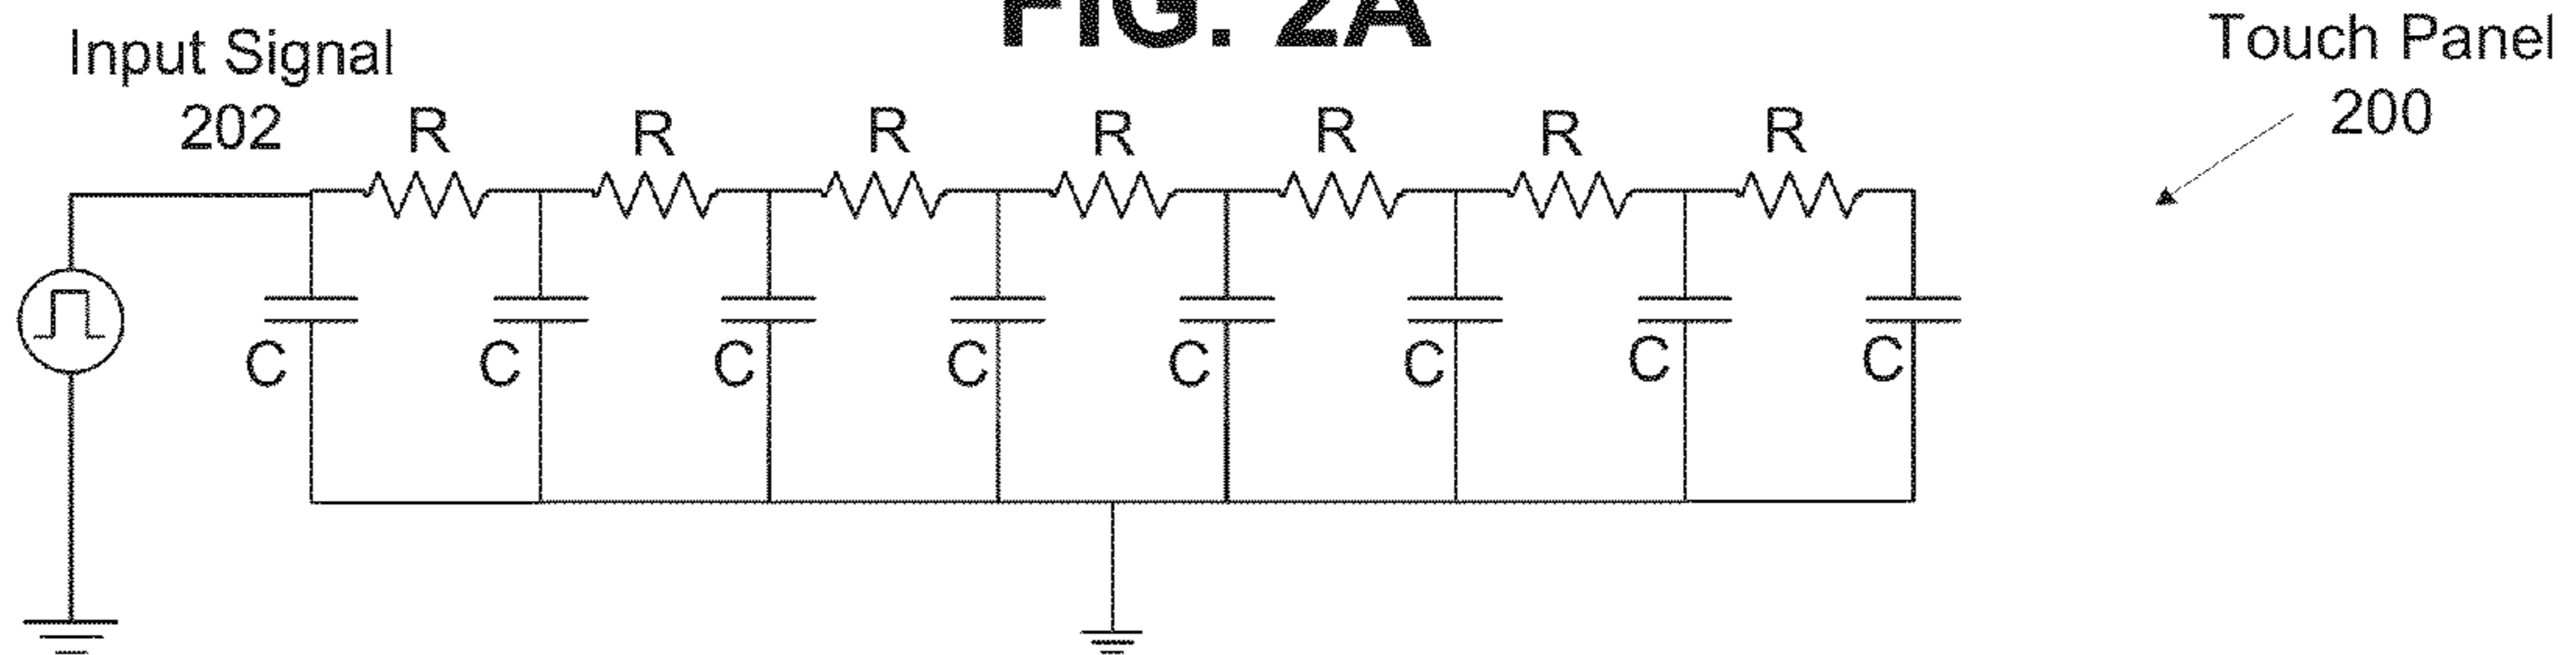 FIG. 2A
Input Signal
202
Touch Panel
200
R R R R R R R
C C C C C C C C